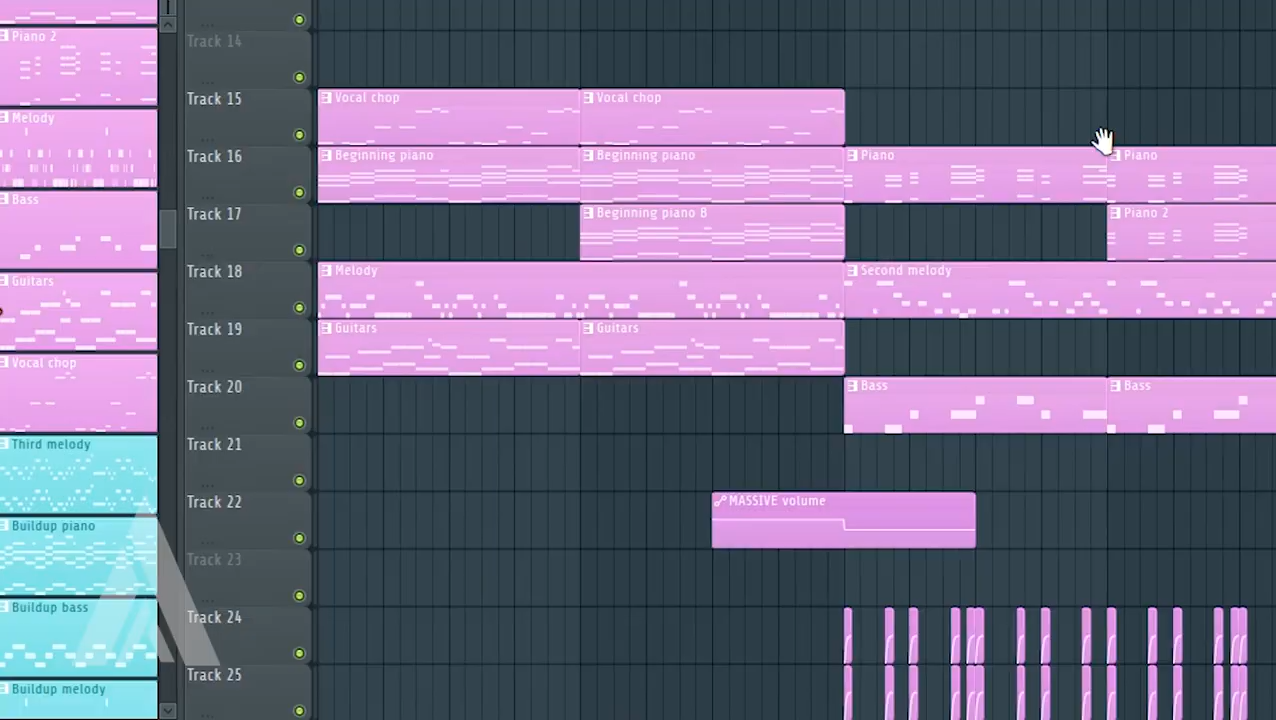 Piano 2
Melody
Bass
Guitars
Vocal chop
Third melody
Buildup piano
Buildup bass
Buildup melody
Track 14
Track 15
Vocal chop
Vocal chop
Track 16
Beginning piano
Beginning piano
Piano
Piano
Track 17
Beginning piano B
Piano 2
Track 18
Melody
Second melody
Track 19
Guitars
Guitars
Track 20
Bass
Bass
Track 21
Track 22
MASSIVE volume
Track 23
Track 24
Track 25